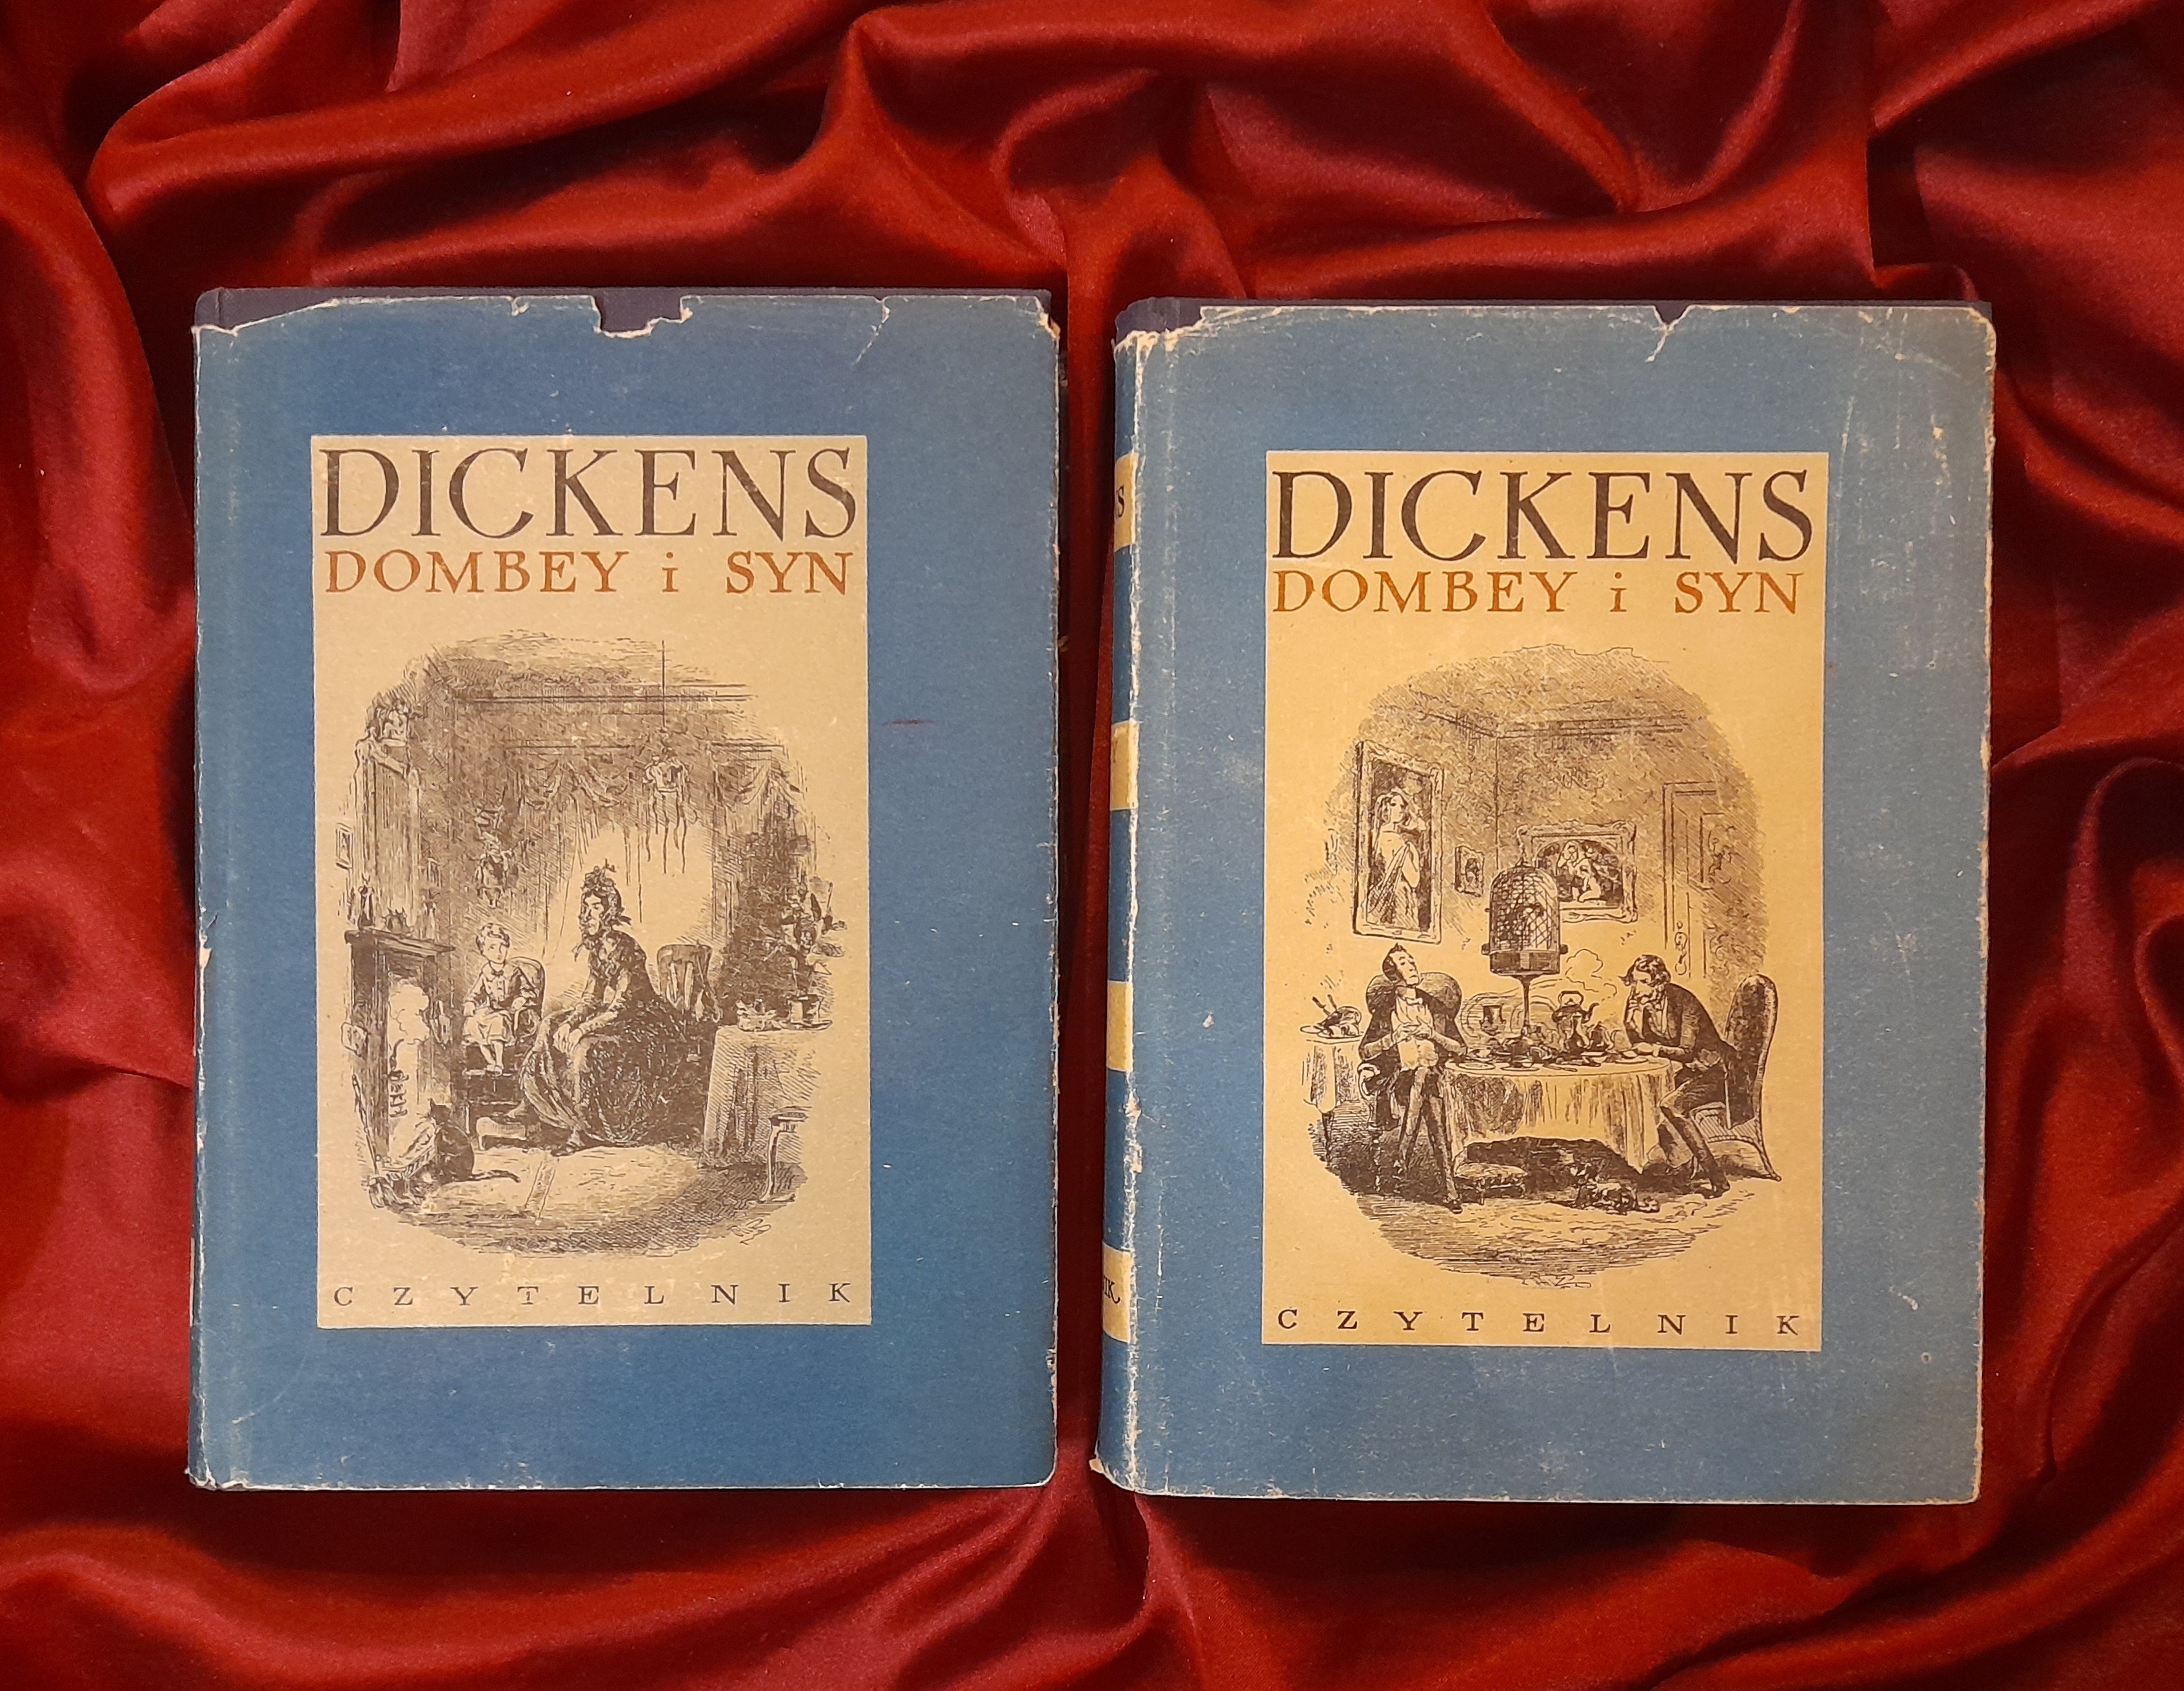 DICKENS
DOMBEY i SYN
CZYTELNIK
DICKENS
DOMBEY i SYN
CZYTELNIK